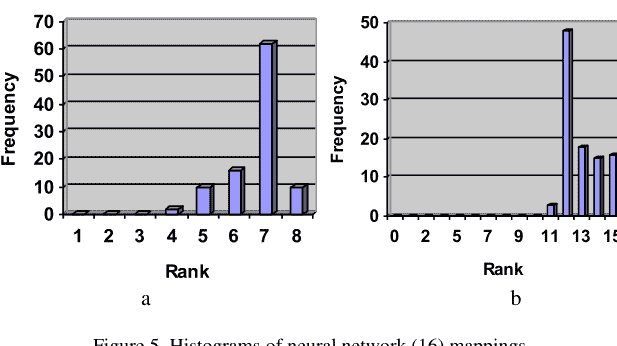 70
60
50
40
30
20
10
0
Frequency
1 2 3 4 5 6 7 8
Rank
a
50
40
30
20
10
0
Frequency
0 2 5 7 9 11 13 15
Rank
b
Figure 5. Histograms of neural network (16) mappings